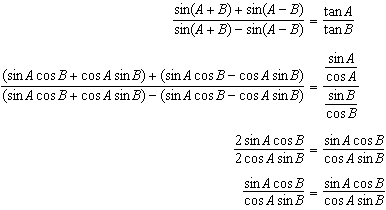 \frac{\sin(A + B) + \sin(A - B)}{\sin(A + B) - \sin(A - B)} = \frac{\tan A}{\tan B}
\frac{(\sin A \cos B + \cos A \sin B) + (\sin A \cos B - \cos A \sin B)}{(\sin A \cos B + \cos A \sin B) - (\sin A \cos B - \cos A \sin B)} = \frac{\frac{\sin A}{\cos A}}{\frac{\sin B}{\cos B}}
\frac{2 \sin A \cos B}{2 \cos A \sin B} = \frac{\sin A \cos B}{\cos A \sin B}
\frac{\sin A \cos B}{\cos A \sin B} = \frac{\sin A \cos B}{\cos A \sin B}